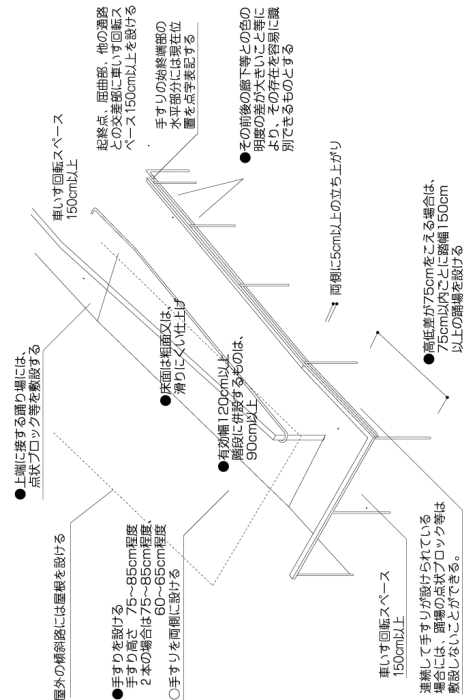 屋外の傾斜路には屋根を設ける
●手すりを設ける
手すり高さ 75～85cm程度
2本の場合は75～85cm程度、
60～65cm程度
○手すりを両側に設ける
●上端に接する踊り場には、
点状ブロック等を敷設する
車いす回転スペース
150cm以上
起終点、屈曲部、他の通路
との交差部に車いす回転ス
ペース150cm以上を設ける
手すりの始終端部の
水平部分には現在位
置を点字表記する
●床面は粗面又は、
滑りにくい仕上げ
●有効幅120cm以上
階段に併設するものは、
90cm以上
●その前後の廊下等との色の
明度の差が大きいこと等に
より、その存在を容易に識
別できるものとする
両側に5cm以上の立ち上がり
車いす回転スペース
150cm以上
●高低差が75cmをこえる場合は、
75cm以内ごとに踏幅150cm
以上の踊場を設ける
連続して手すりが設けられている
場合には、踊場の点状ブロック等は
敷設しないことができる。